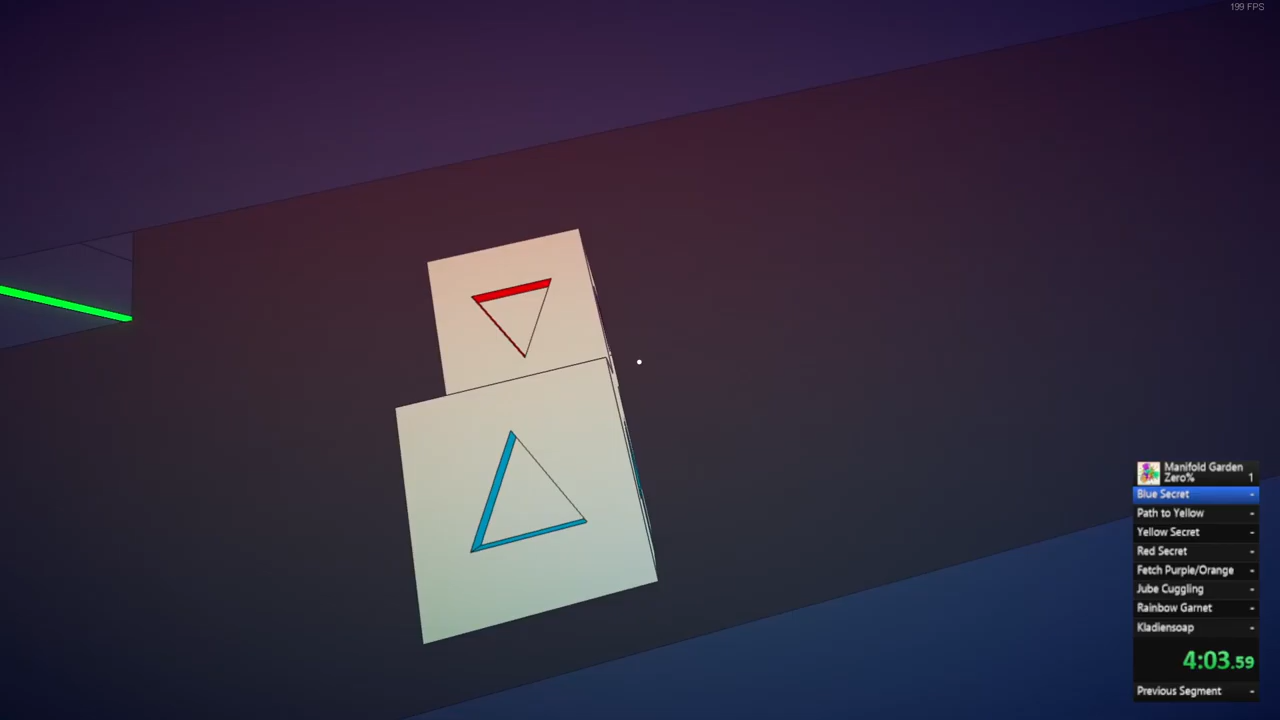 199 FPS
Manifold Garden
Zero% 1
Blue Secret -
Path to Yellow -
Yellow Secret -
Red Secret -
Fetch Purple/Orange -
Jube Cuggling -
Rainbow Garnet -
Kladiensoap -
4:03.59
Previous Segment -